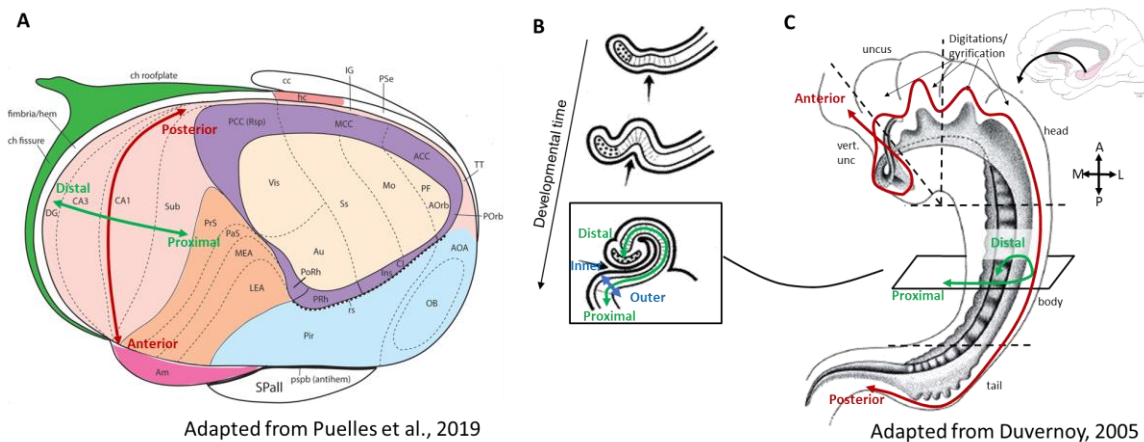 A
ch roofplate
fimbria/hem
ch fissure
cc
hc
IG
PSe
Posterior
PCC (Rsp)
MCC
ACC
TT
Distal
DG
CA3
CA1
Sub
Vis
Mo
PF
Ss
AOrb
POrb
Proximal
PrS
PaS
MEA
Au
AOA
CI
Ins
LEA
PoRh
PRh
rs
OB
Anterior
Pir
Am
pspb (antihem)
SPall
Adapted from Puelles et al., 2019
B
Developmental time
Distal
Inner
Outer
Proximal
C
uncus
Digitations/
gyrification
Anterior
head
vert.
unc
A
M
L
P
Distal
Proximal
body
tail
Posterior
Adapted from Duvernoy, 2005